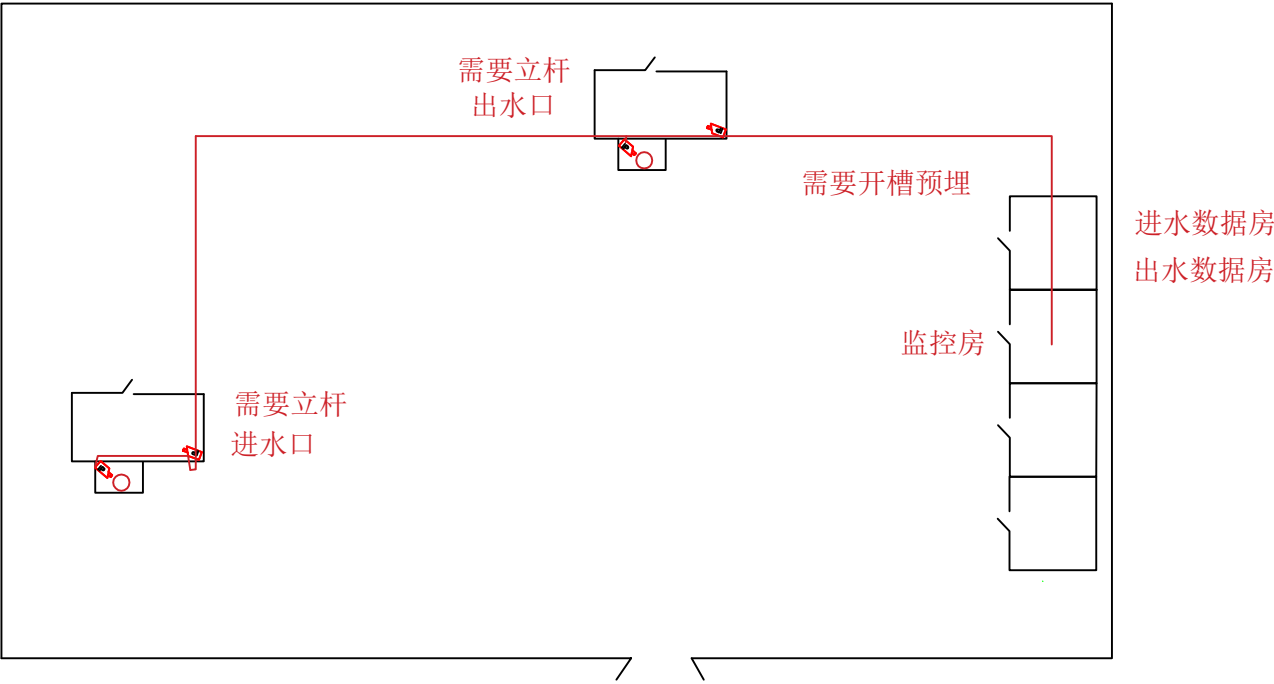 需要立杆
出水口
需要开槽预埋
进水数据房
出水数据房
监控房
需要立杆
进水口